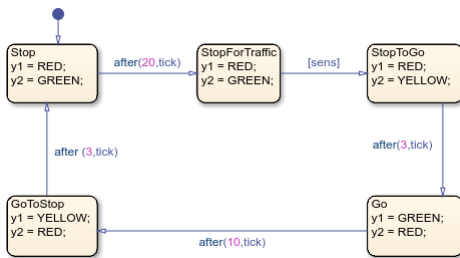 Stop
y1 = RED;
y2 = GREEN;
after(20,tick)
StopForTraffic
y1 = RED;
y2 = GREEN;
[sens]
StopToGo
y1 = RED;
y2 = YELLOW;
after (3,tick)
after(3,tick)
GoToStop
y1 = YELLOW;
y2 = RED;
after(10,tick)
Go
y1 = GREEN;
y2 = RED;